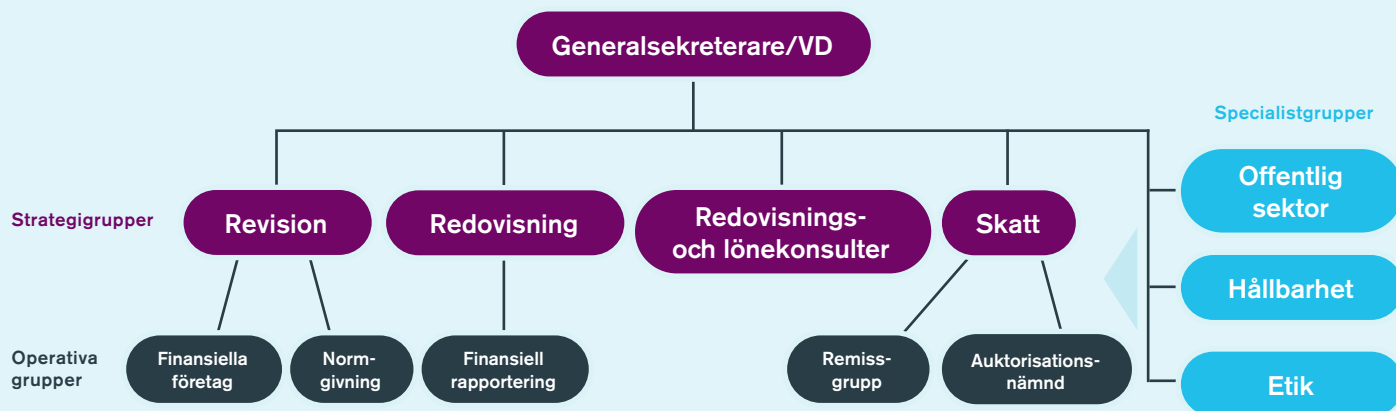 Generalsekreterare/VD
Specialistgrupper
Strategigrupper
Revision
Redovisning
Redovisnings-
och lönekonsulter
Skatt
Offentlig
sektor
Hållbarhet
Etik
Operativa
grupper
Finansiella
företag
Norm-
givning
Finansiell
rapportering
Remiss-
grupp
Auktorisations-
nämnd